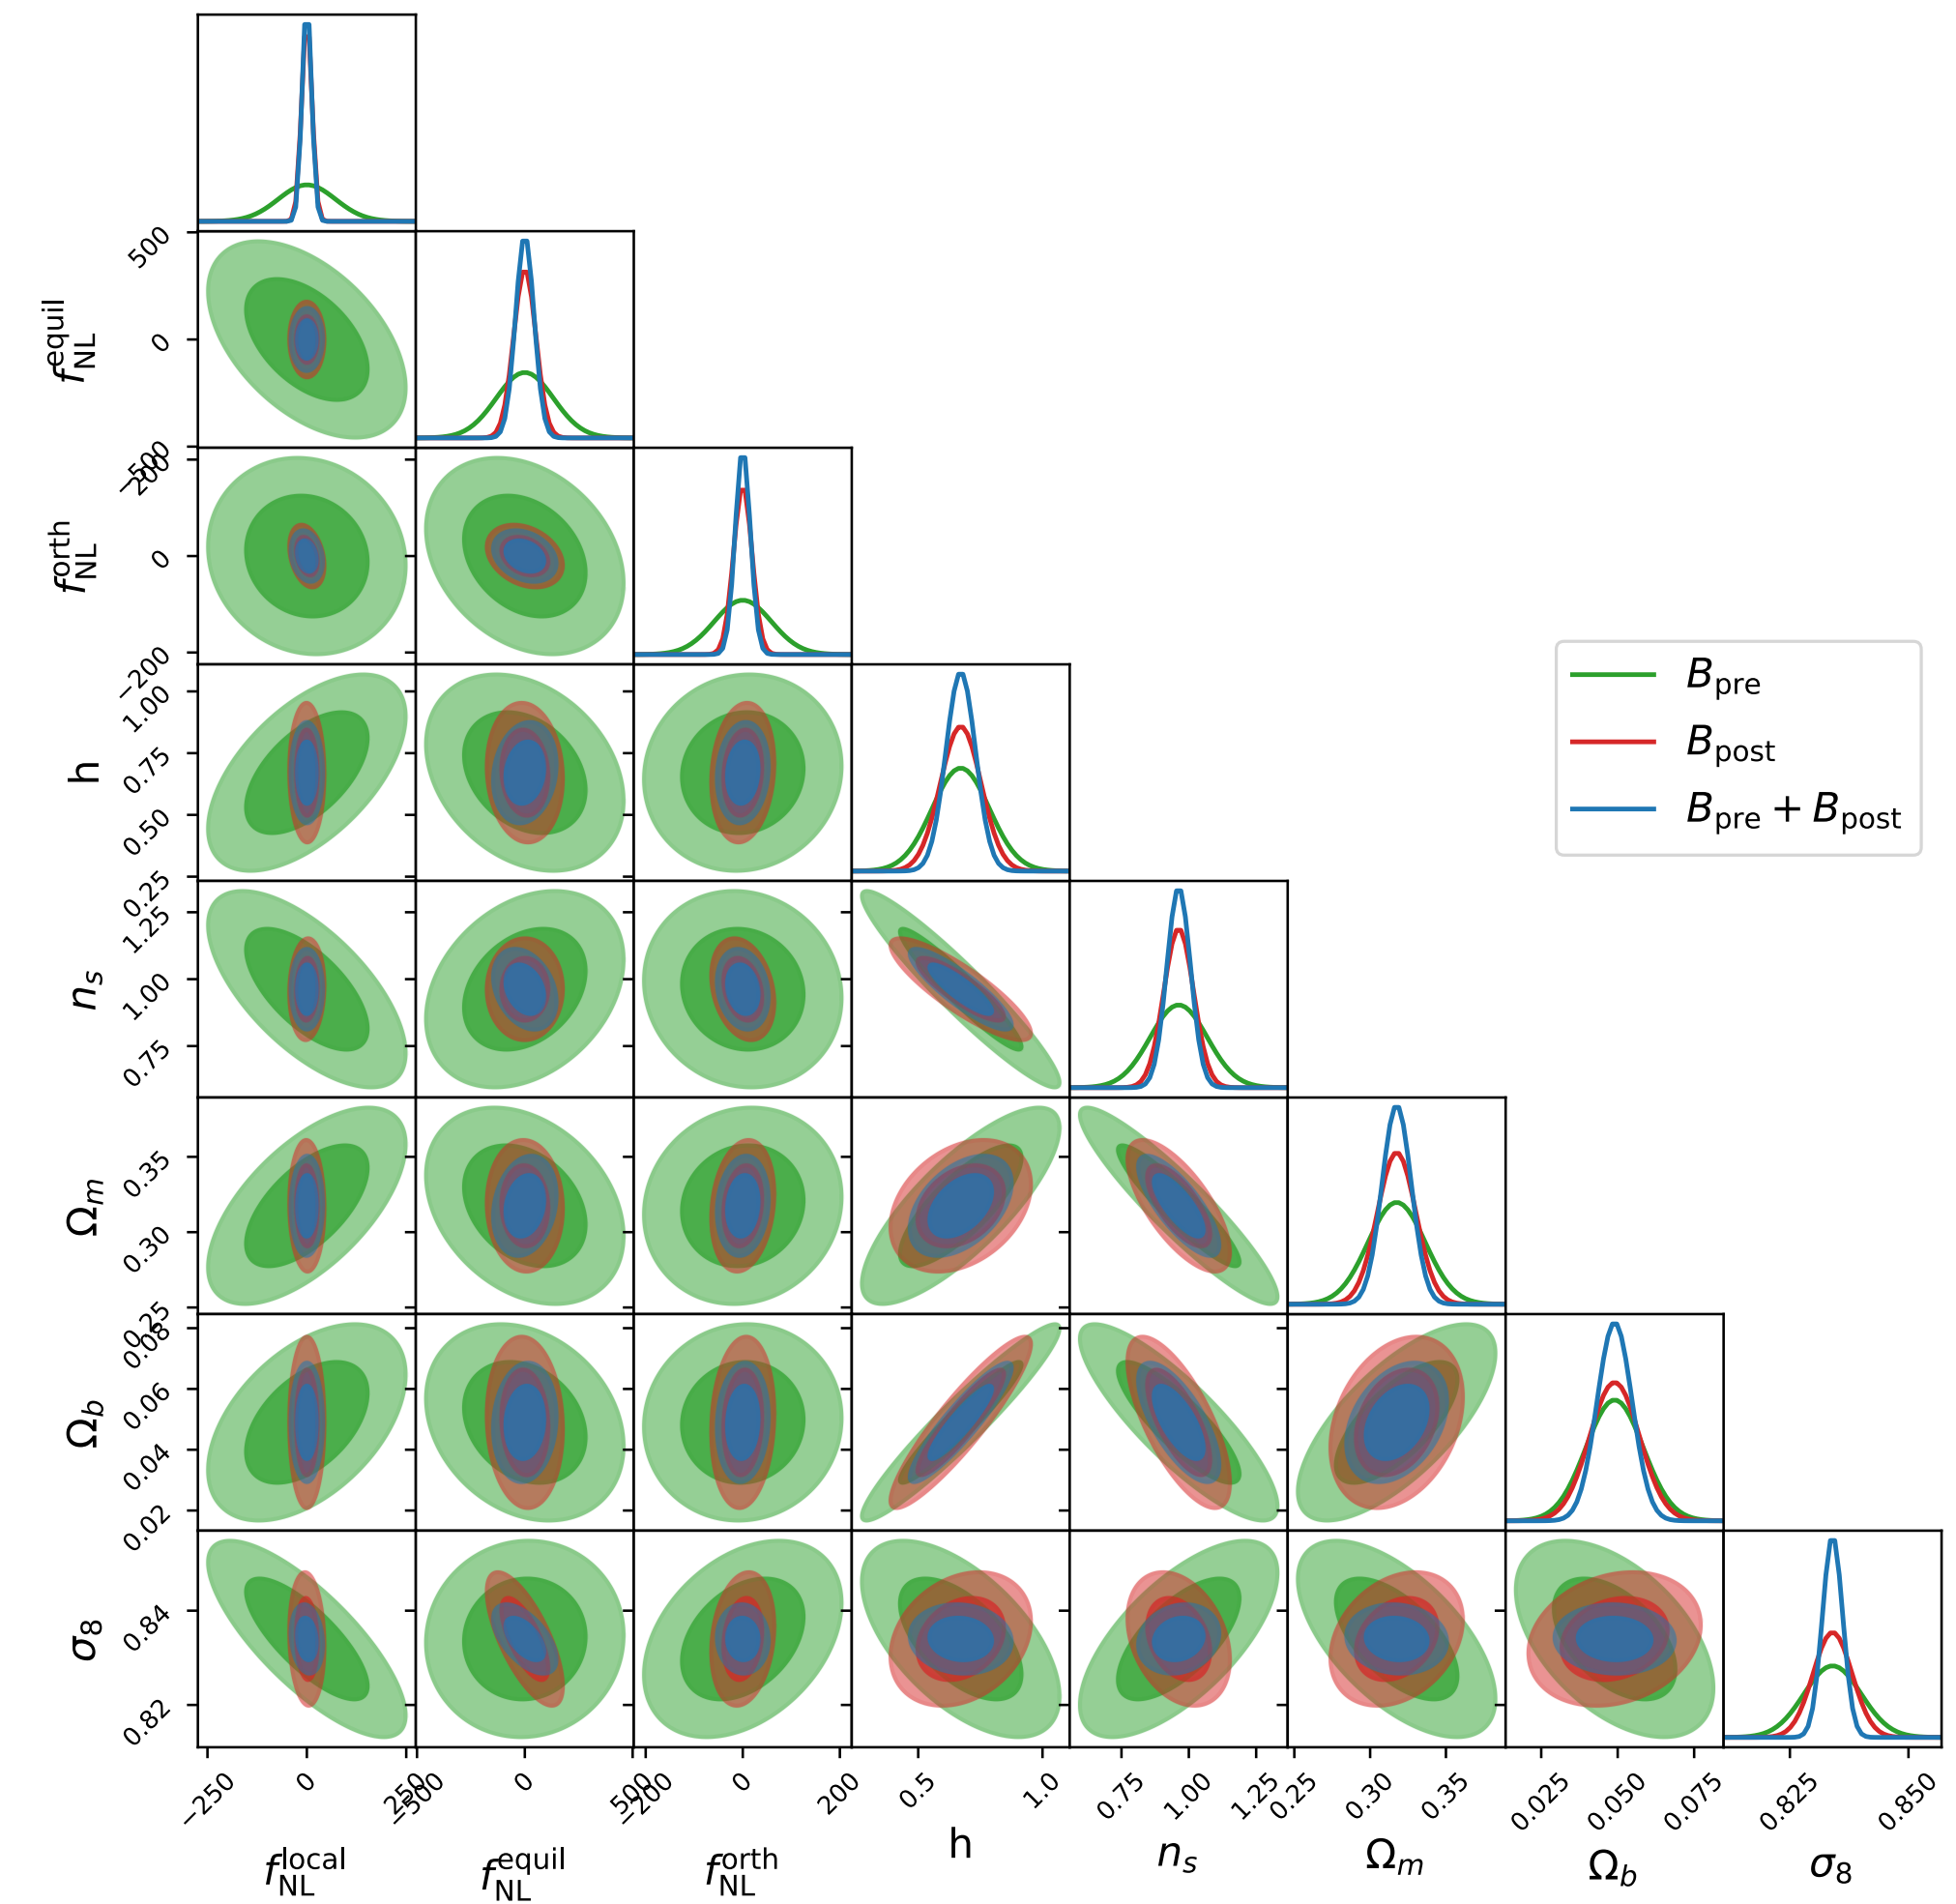 500
0
−500
f_NL^equil
200
0
−200
f_NL^orth
1.00
0.75
0.50
0.25
h
1.25
1.00
0.75
n_s
0.35
0.30
0.25
Ω_m
0.08
0.06
0.04
0.02
Ω_b
0.84
0.82
σ_8
B_pre
B_post
B_pre + B_post
−250 0 250 −500 0 500 −200 0 200 0.5 1.0 0.75 1.00 1.25 0.25 0.30 0.35 0.025 0.050 0.075 0.825 0.850
f_NL^local f_NL^equil f_NL^orth h n_s Ω_m Ω_b σ_8